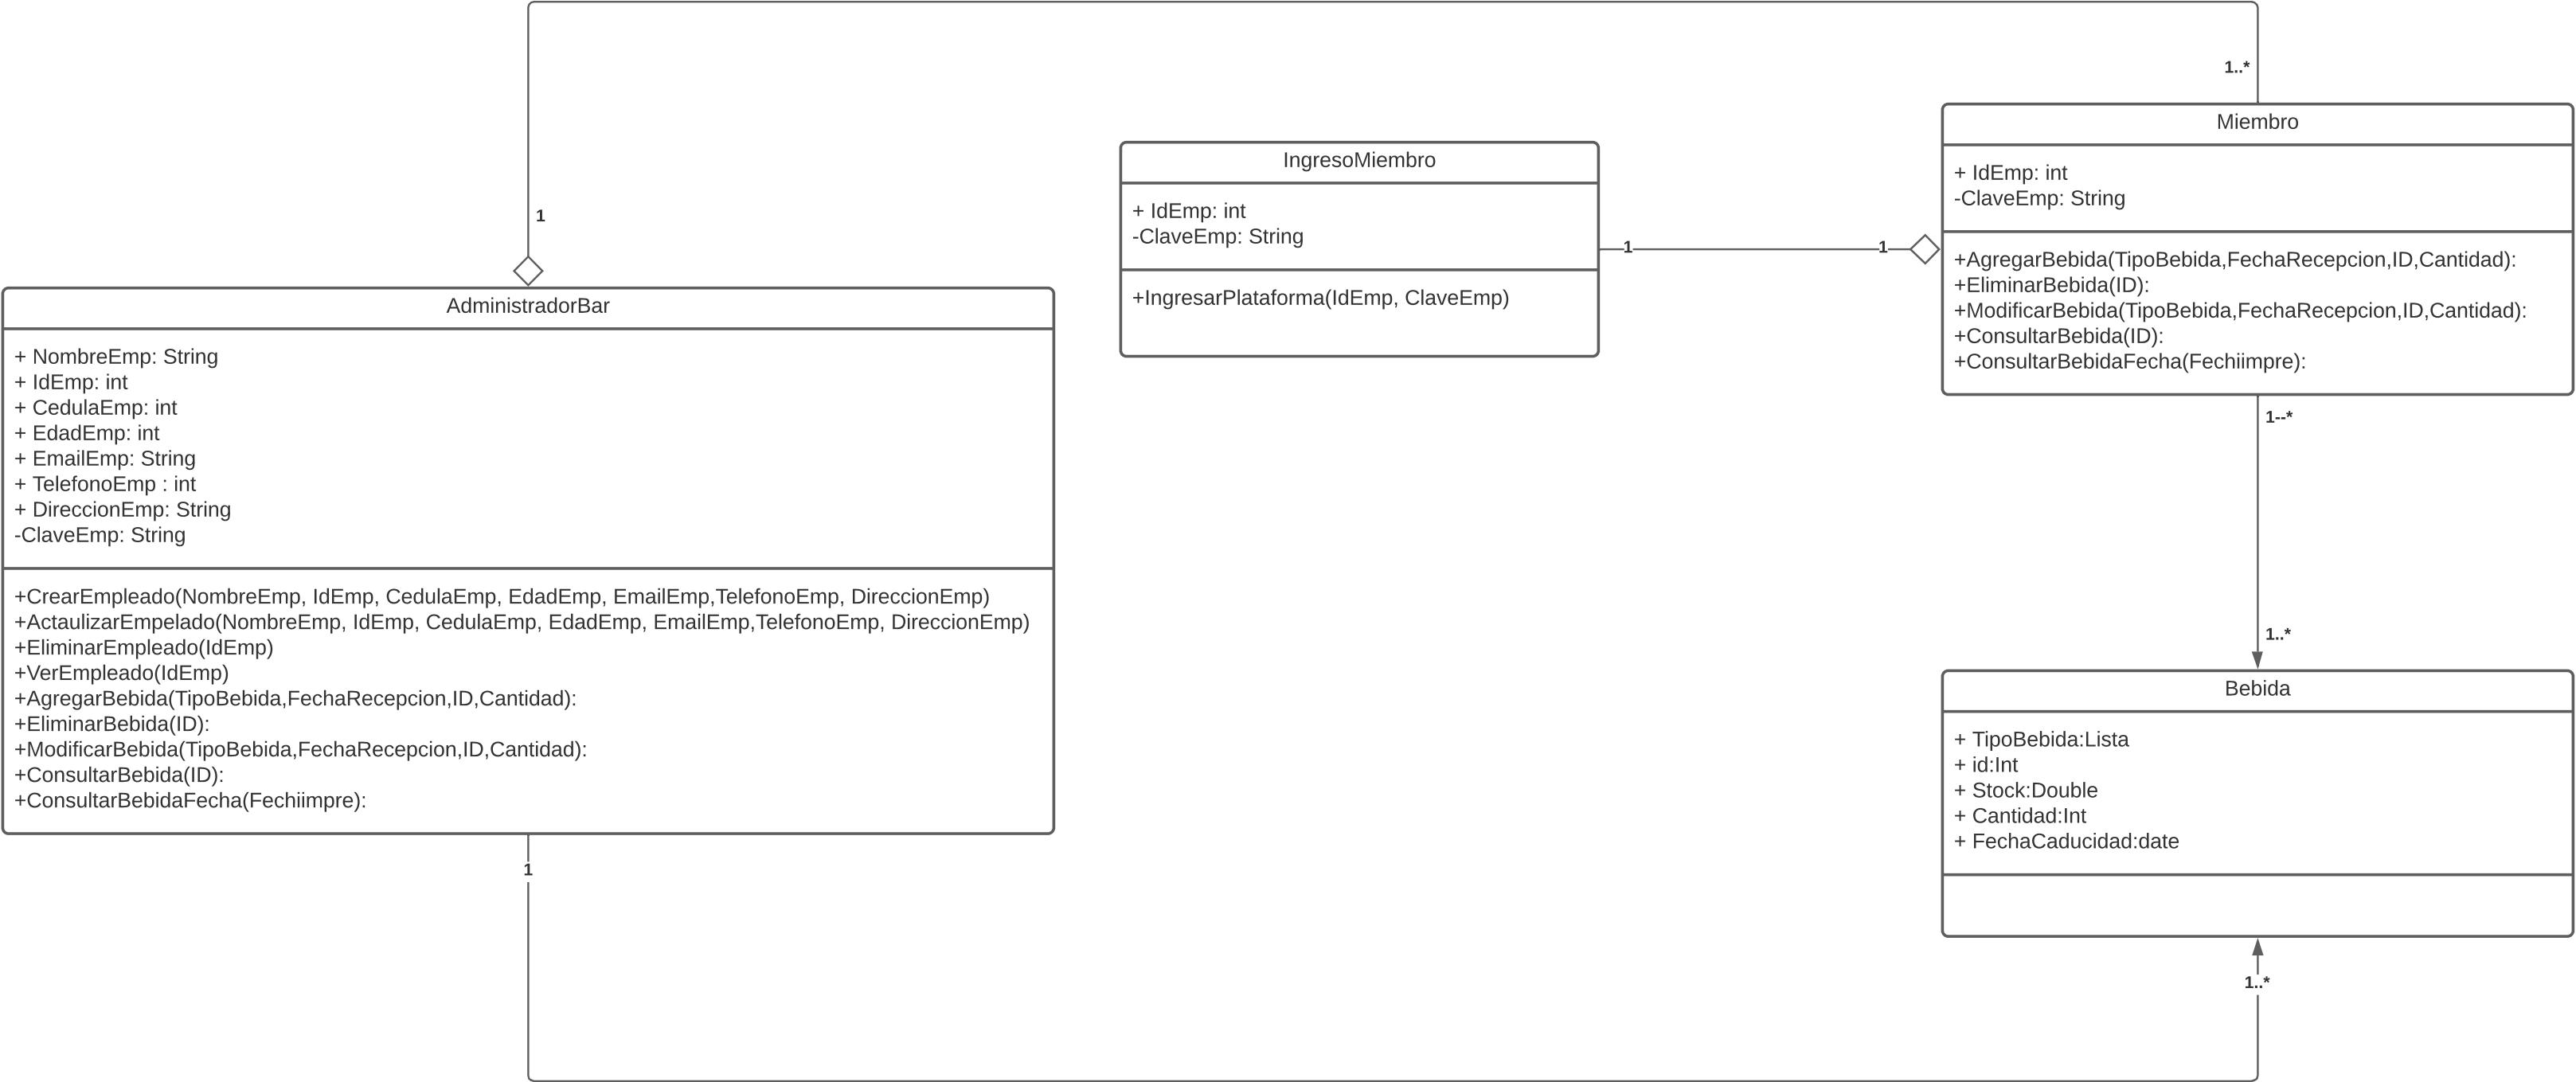 1..*
Miembro
+ IdEmp: int
-ClaveEmp: String
+AgregarBebida(TipoBebida,FechaRecepcion,ID,Cantidad):
+EliminarBebida(ID):
+ModificarBebida(TipoBebida,FechaRecepcion,ID,Cantidad):
+ConsultarBebida(ID):
+ConsultarBebidaFecha(Fechiimpre):
IngresoMiembro
+ IdEmp: int
-ClaveEmp: String
+IngresarPlataforma(IdEmp, ClaveEmp)
1
1
1
AdministradorBar
+ NombreEmp: String
+ IdEmp: int
+ CedulaEmp: int
+ EdadEmp: int
+ EmailEmp: String
+ TelefonoEmp : int
+ DireccionEmp: String
-ClaveEmp: String
+CrearEmpleado(NombreEmp, IdEmp, CedulaEmp, EdadEmp, EmailEmp,TelefonoEmp, DireccionEmp)
+ActaulizarEmpelado(NombreEmp, IdEmp, CedulaEmp, EdadEmp, EmailEmp,TelefonoEmp, DireccionEmp)
+EliminarEmpleado(IdEmp)
+VerEmpleado(IdEmp)
+AgregarBebida(TipoBebida,FechaRecepcion,ID,Cantidad):
+EliminarBebida(ID):
+ModificarBebida(TipoBebida,FechaRecepcion,ID,Cantidad):
+ConsultarBebida(ID):
+ConsultarBebidaFecha(Fechiimpre):
1
1--*
1..*
Bebida
+ TipoBebida:Lista
+ id:Int
+ Stock:Double
+ Cantidad:Int
+ FechaCaducidad:date
1..*